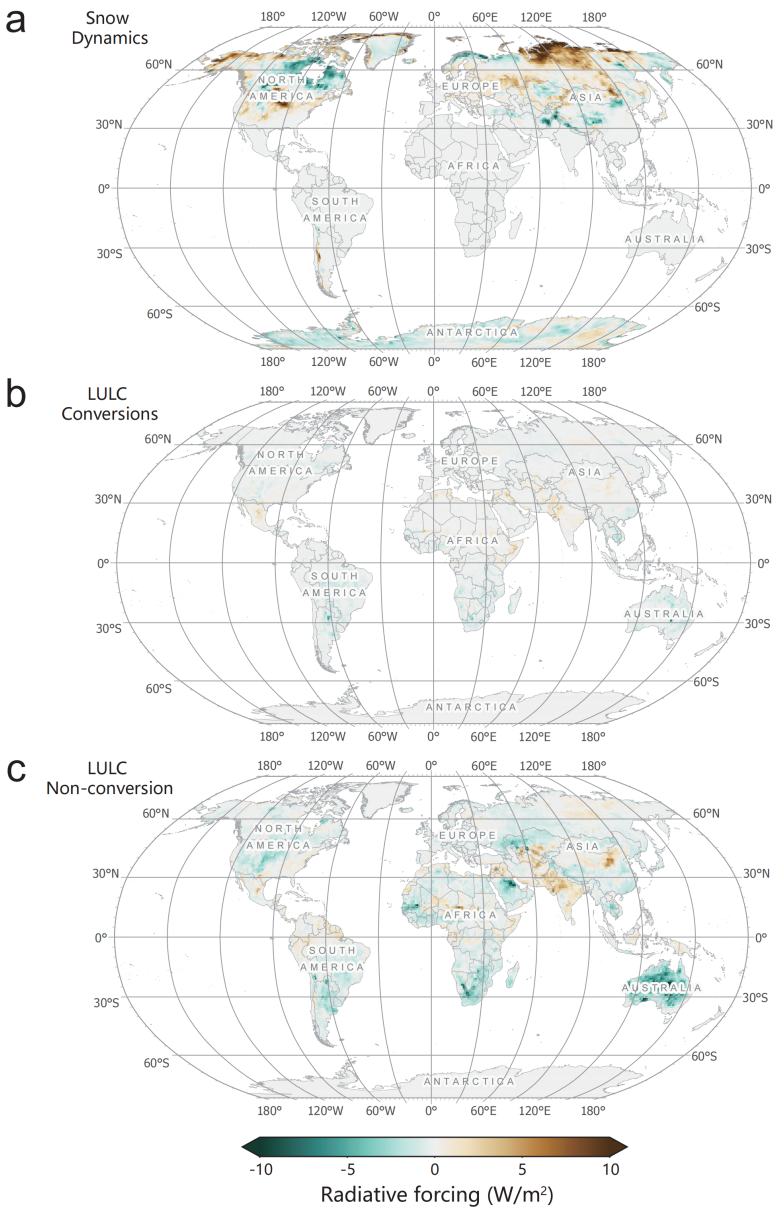 a
Snow
Dynamics
180° 120°W 60°W 0° 60°E 120°E 180°
60°N 60°N
NORTH
AMERICA
EUROPE
ASIA
30°N 30°N
AFRICA
0° 0°
SOUTH
AMERICA
AUSTRALIA
30°S 30°S
60°S 60°S
ANTARCTICA
180° 120°W 60°W 0° 60°E 120°E 180°
b
LULC
Conversions
180° 120°W 60°W 0° 60°E 120°E 180°
60°N 60°N
NORTH
AMERICA
EUROPE
ASIA
30°N 30°N
AFRICA
0° 0°
SOUTH
AMERICA
AUSTRALIA
30°S 30°S
60°S 60°S
ANTARCTICA
180° 120°W 60°W 0° 60°E 120°E 180°
c
LULC
Non-conversion
180° 120°W 60°W 0° 60°E 120°E 180°
60°N 60°N
NORTH
AMERICA
EUROPE
ASIA
30°N 30°N
AFRICA
0° 0°
SOUTH
AMERICA
AUSTRALIA
30°S 30°S
60°S 60°S
ANTARCTICA
180° 120°W 60°W 0° 60°E 120°E 180°
-10 -5 0 5 10
Radiative forcing (W/m²)